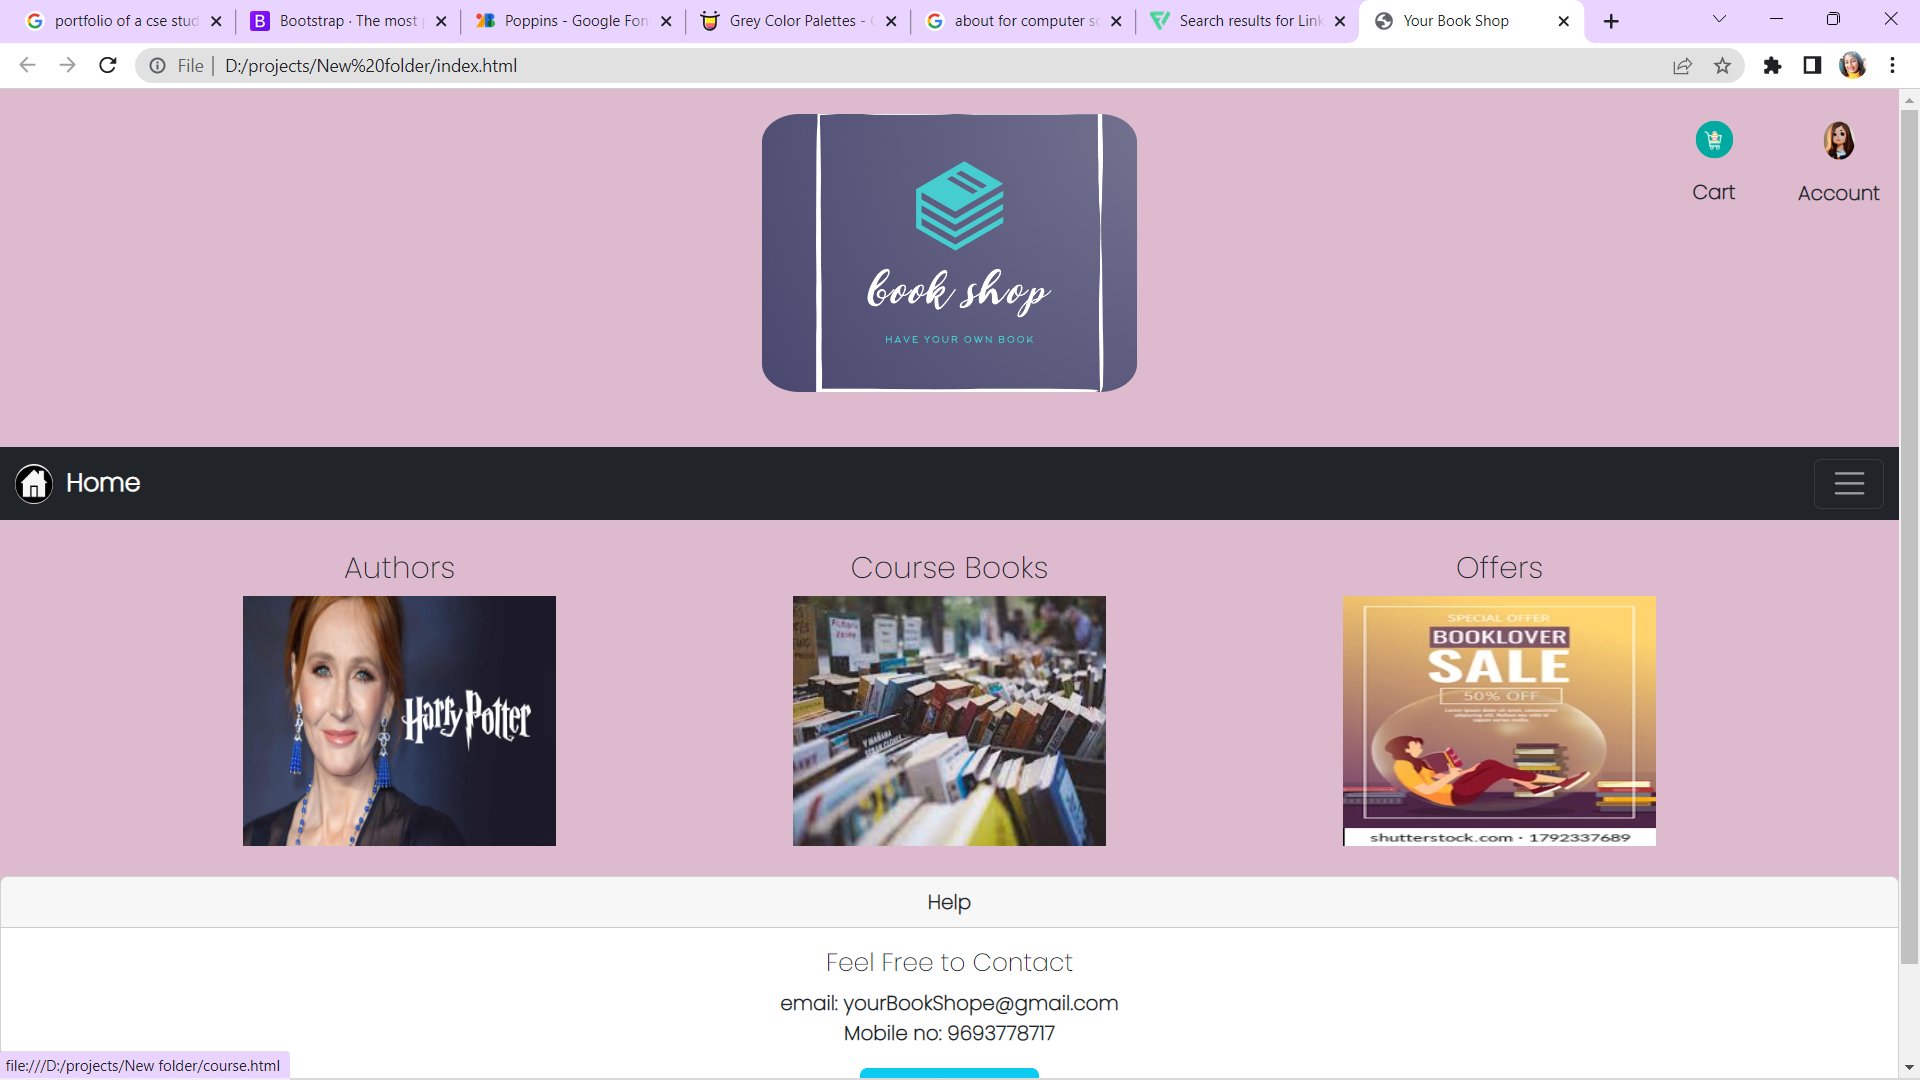 portfolio of a cse stud
Bootstrap · The most
Poppins - Google Fon
Grey Color Palettes -
about for computer sc
Search results for Link
Your Book Shop
File
D:/projects/New%20folder/index.html
book shop
HAVE YOUR OWN BOOK
Cart
Account
Home
Authors
Course Books
Offers
Harry Potter
SPECIAL OFFER
BOOKLOVER
SALE
50% OFF
shutterstock.com · 1792337689
Help
Feel Free to Contact
email: yourBookShope@gmail.com
Mobile no: 9693778717
file:///D:/projects/New folder/course.html